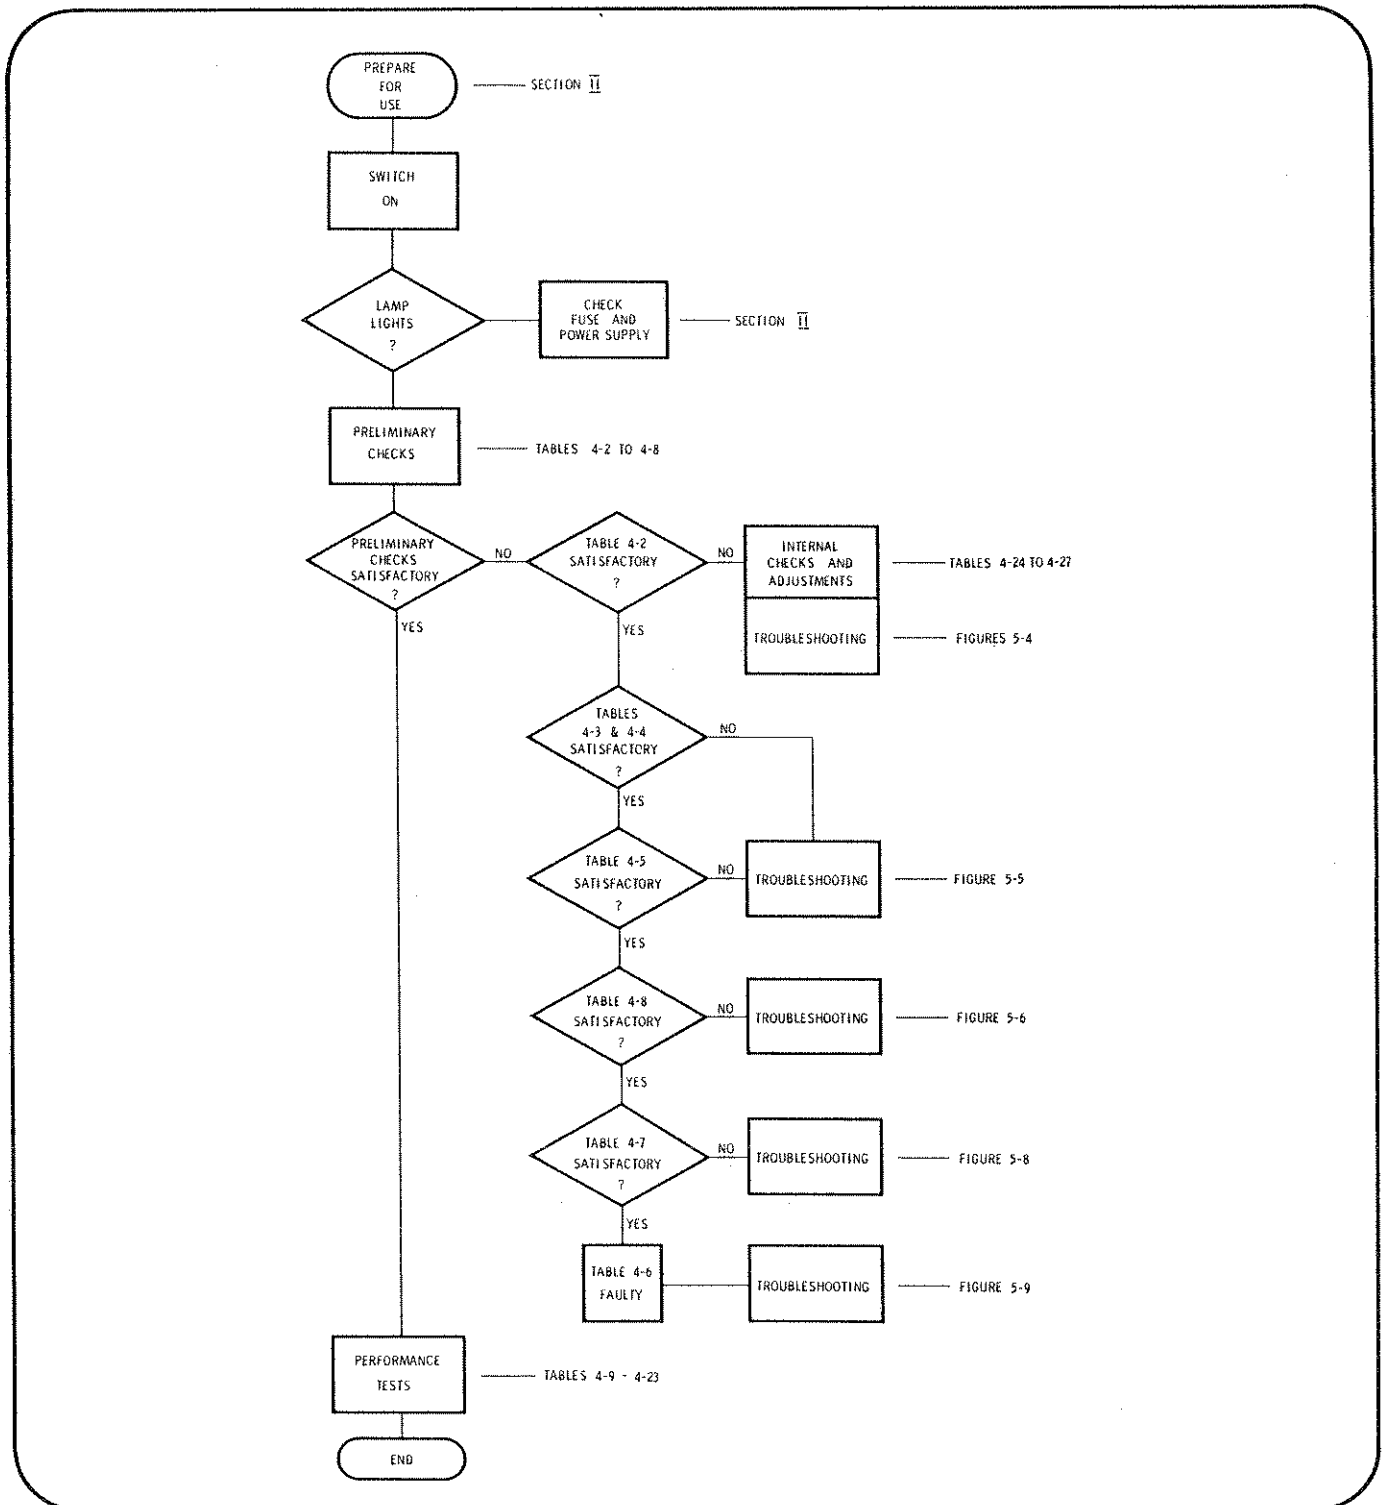 PREPARE
FOR
USE
SECTION II
SWITCH
ON
LAMP
LIGHTS
?
CHECK
FUSE AND
POWER SUPPLY
SECTION II
PRELIMINARY
CHECKS
TABLES 4-2 TO 4-8
PRELIMINARY
CHECKS
SATISFACTORY
?
NO
YES
TABLE 4-2
SATISFACTORY
?
NO
YES
INTERNAL
CHECKS AND
ADJUSTMENTS
TABLES 4-24 TO 4-27
TROUBLESHOOTING
FIGURES 5-4
TABLES
4-3 & 4-4
SATISFACTORY
?
NO
YES
TABLE 4-5
SATISFACTORY
?
NO
YES
TROUBLESHOOTING
FIGURE 5-5
TABLE 4-8
SATISFACTORY
?
NO
YES
TROUBLESHOOTING
FIGURE 5-6
TABLE 4-7
SATISFACTORY
?
NO
YES
TROUBLESHOOTING
FIGURE 5-8
TABLE 4-6
FAULTY
TROUBLESHOOTING
FIGURE 5-9
PERFORMANCE
TESTS
TABLES 4-9 - 4-23
END